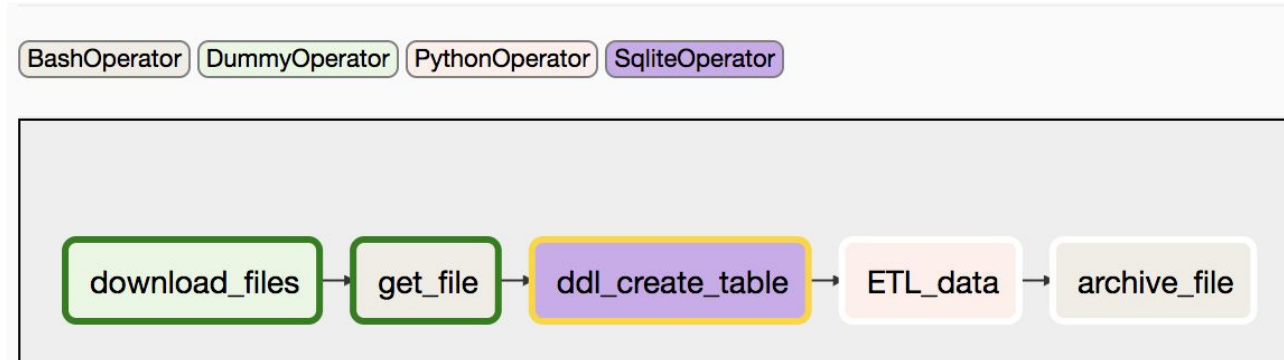 BashOperator DummyOperator PythonOperator SqliteOperator
download_files get_file ddl_create_table ETL_data archive_file